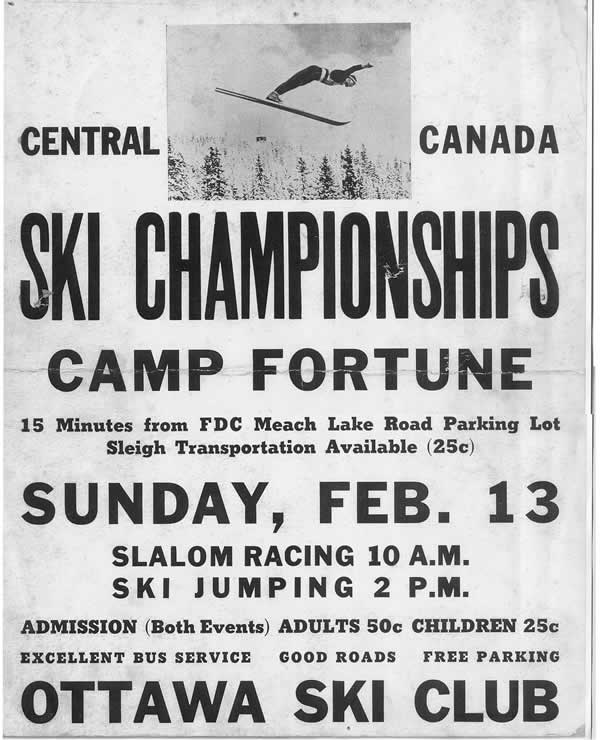 CENTRAL CANADA
SKI CHAMPIONSHIPS
CAMP FORTUNE
15 Minutes from FDC Meach Lake Road Parking Lot
Sleigh Transportation Available (25c)
SUNDAY, FEB. 13
SLALOM RACING 10 A.M.
SKI JUMPING 2 P.M.
ADMISSION (Both Events) ADULTS 50c CHILDREN 25c
EXCELLENT BUS SERVICE GOOD ROADS FREE PARKING
OTTAWA SKI CLUB